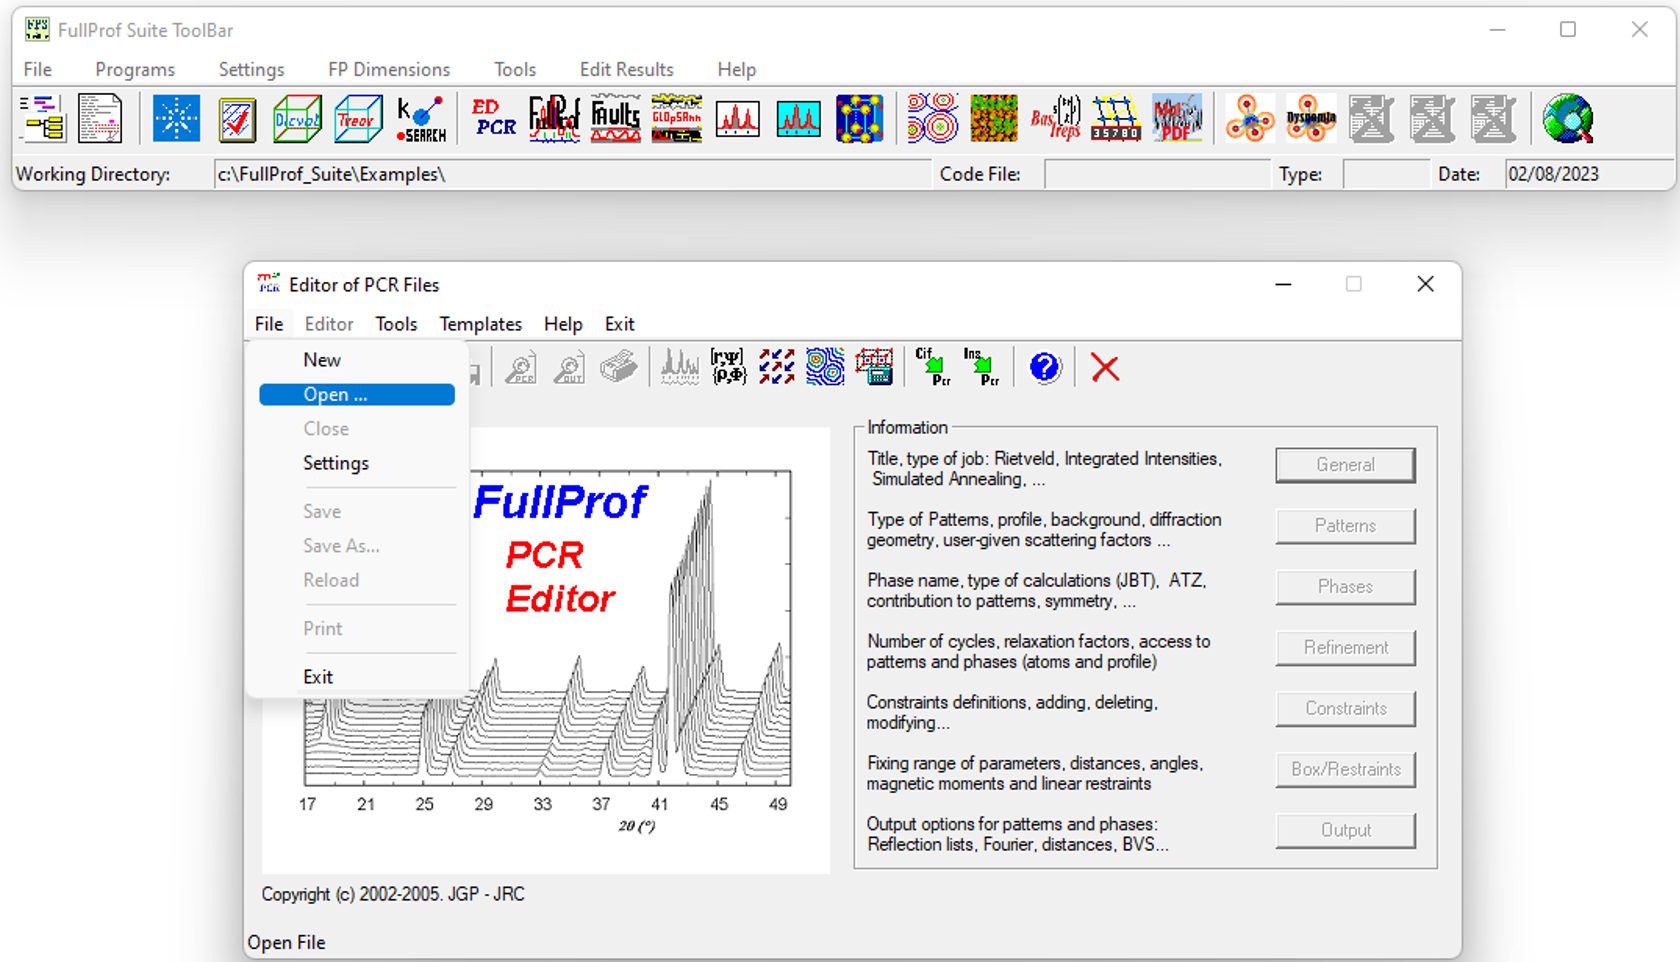 FullProf Suite ToolBar
File Programs Settings FP Dimensions Tools Edit Results Help
Dicvol Treor K SEARCH ED PCR FullProf Faults GLOpSAnn Bas Treps 35780 PDF Dysnomia
Working Directory: c:\FullProf_Suite\Examples\ Code File: Type: Date: 02/08/2023
Editor of PCR Files
File Editor Tools Templates Help Exit
New
Open ...
Close
Settings
Save
Save As...
Reload
Print
Exit
PCR OUT [r,Ψ] {ρ,Φ} Cif Pcr Ins Pcr ?
FullProf
PCR
Editor
17 21 25 29 33 37 41 45 49
2θ (°)
Information
Title, type of job: Rietveld, Integrated Intensities,
Simulated Annealing, ...
General
Type of Patterns, profile, background, diffraction
geometry, user-given scattering factors ...
Patterns
Phase name, type of calculations (JBT), ATZ,
contribution to patterns, symmetry, ...
Phases
Number of cycles, relaxation factors, access to
patterns and phases (atoms and profile)
Refinement
Constraints definitions, adding, deleting,
modifying...
Constraints
Fixing range of parameters, distances, angles,
magnetic moments and linear restraints
Box/Restraints
Output options for patterns and phases:
Reflection lists, Fourier, distances, BVS...
Output
Copyright (c) 2002-2005. JGP - JRC
Open File